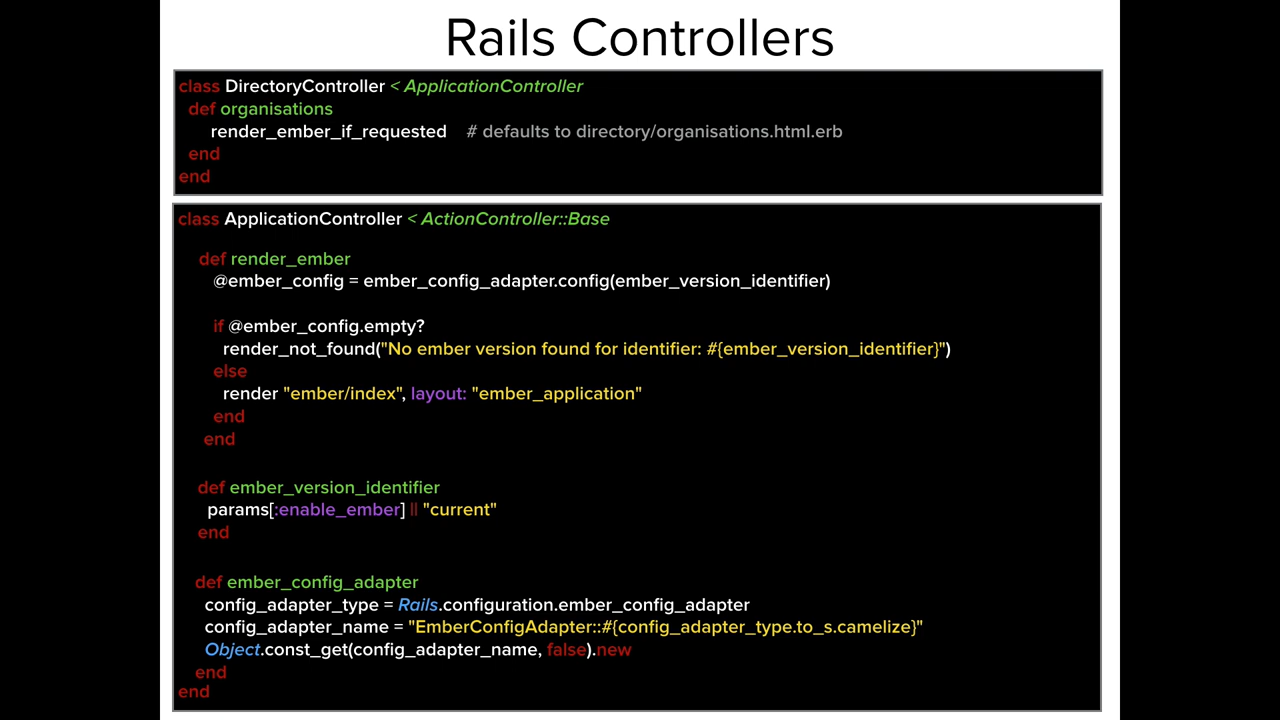 Rails Controllers
class DirectoryController < ApplicationController
def organisations
render_ember_if_requested # defaults to directory/organisations.html.erb
end
end
class ApplicationController < ActionController::Base
def render_ember
@ember_config = ember_config_adapter.config(ember_version_identifier)
if @ember_config.empty?
render_not_found("No ember version found for identifier: #{ember_version_identifier}")
else
render "ember/index", layout: "ember_application"
end
end
def ember_version_identifier
params[:enable_ember] || "current"
end
def ember_config_adapter
config_adapter_type = Rails.configuration.ember_config_adapter
config_adapter_name = "EmberConfigAdapter::#{config_adapter_type.to_s.camelize}"
Object.const_get(config_adapter_name, false).new
end
end